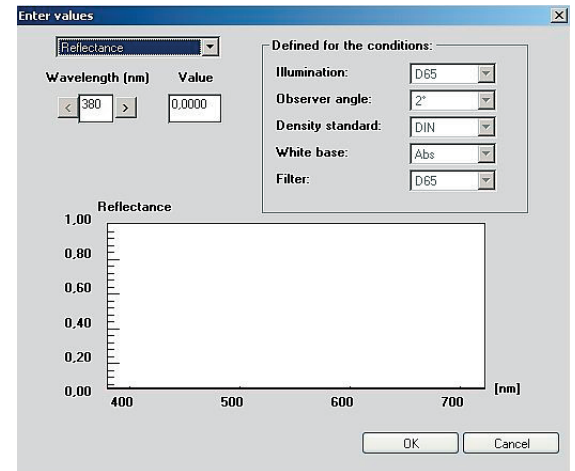 Enter values
Reflectance
Wavelength (nm) Value
< 380 > 0,0000
Defined for the conditions:
Illumination: D65
Observer angle: 2°
Density standard: DIN
White base: Abs
Filter: D65
Reflectance
1,00
0,80
0,60
0,40
0,20
0,00
400 500 600 700 [nm]
OK Cancel